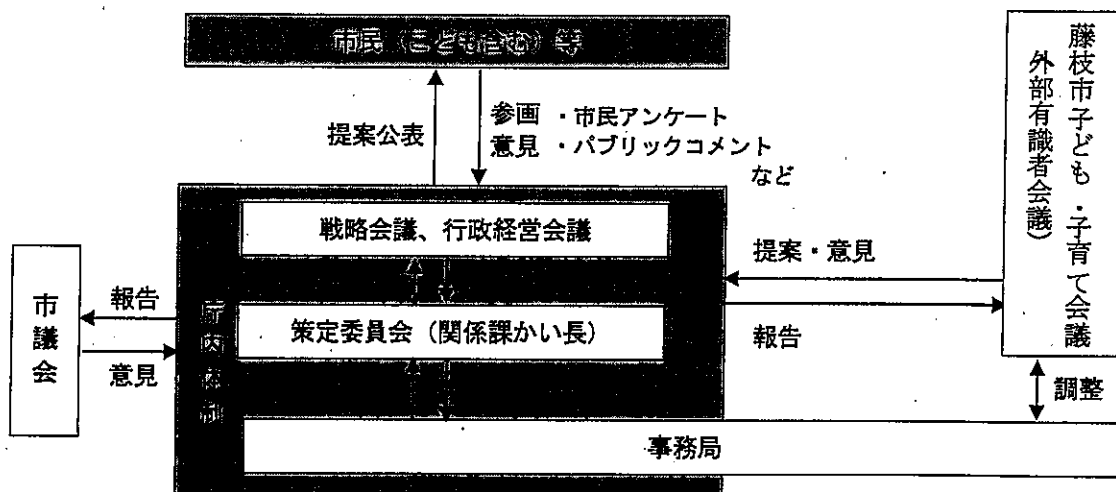 市民（こども含む）等
提案公表
参画 ・市民アンケート
意見 ・パブリックコメント
など
藤枝市子ども・子育て会議
外部有識者会議）
戦略会議、行政経営会議
提案・意見
市議会
報告
意見
庁内体制
策定委員会（関係課かい長）
報告
調整
事務局